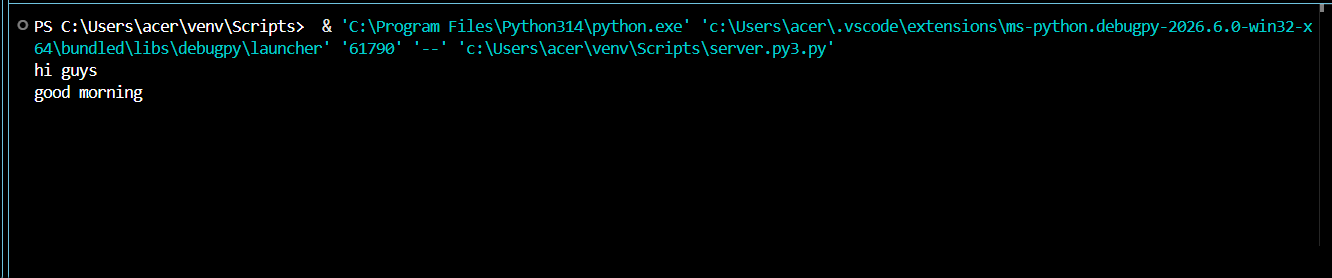 PS C:\Users\acer\venv\Scripts>  & 'C:\Program Files\Python314\python.exe' 'c:\Users\acer\.vscode\extensions\ms-python.debugpy-2026.6.0-win32-x
64\bundled\libs\debugpy\launcher' '61790' '--' 'c:\Users\acer\venv\Scripts\server.py3.py'
hi guys
good morning